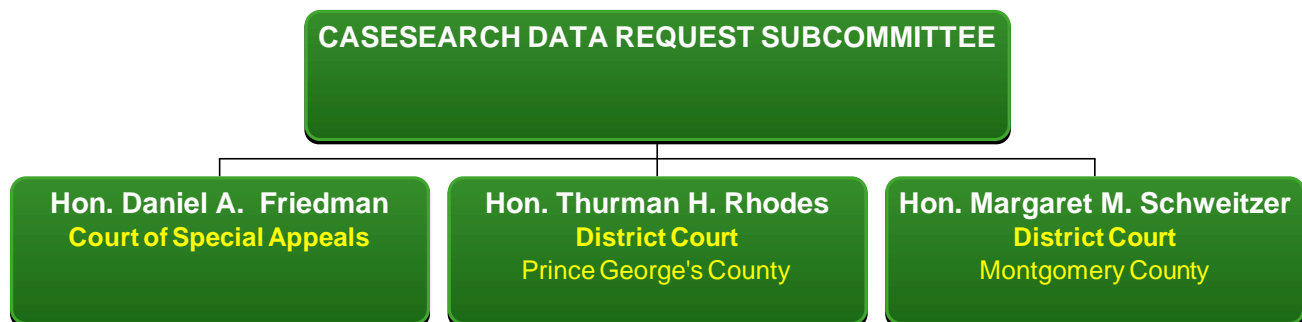 CASESEARCH DATA REQUEST SUBCOMMITTEE
Hon. Daniel A. Friedman
Court of Special Appeals
Hon. Thurman H. Rhodes
District Court
Prince George's County
Hon. Margaret M. Schweitzer
District Court
Montgomery County